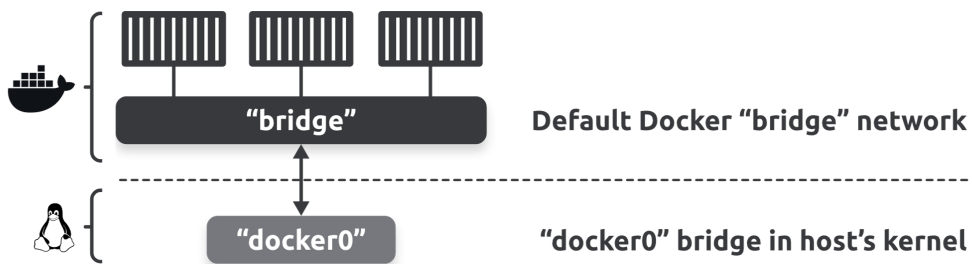 “bridge”
Default Docker “bridge” network
“docker0”
“docker0” bridge in host’s kernel